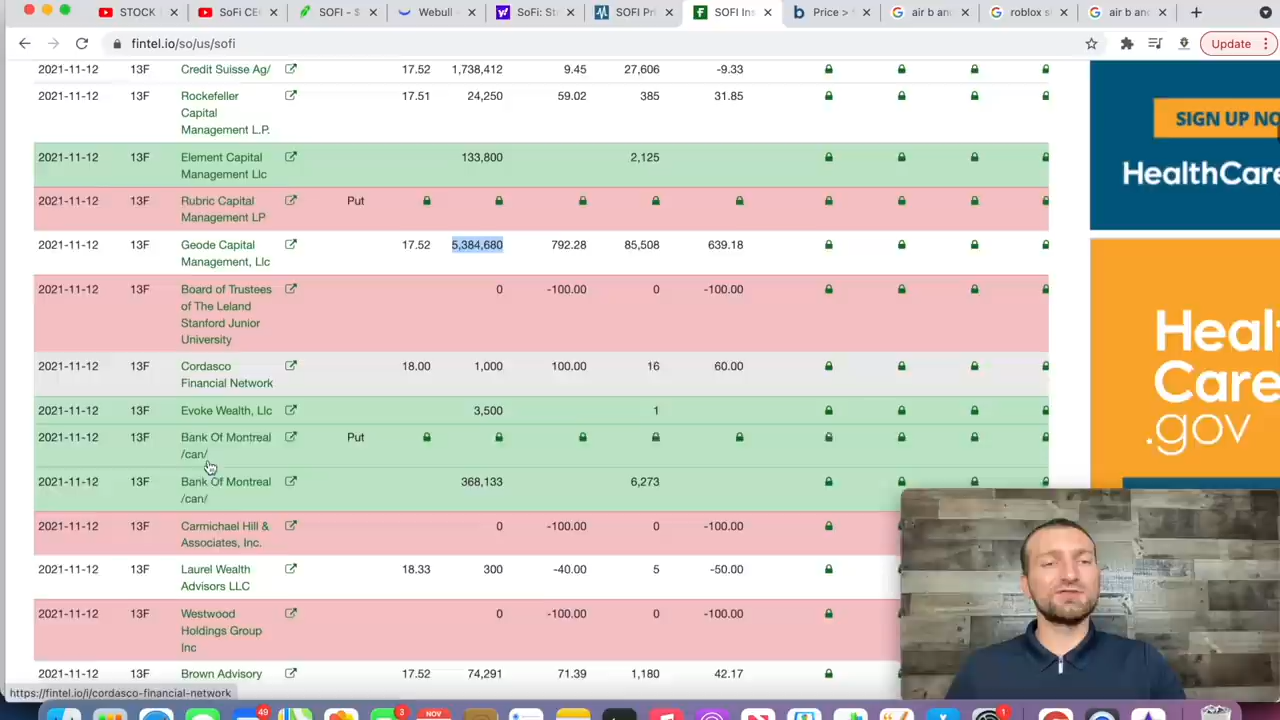 STOCK
SoFi CE
SOFI - $
Webull -
SoFi: St
SOFI Pri
SOFI Ins
Price >
air b an
roblox s
air b an
fintel.io/so/us/sofi
Update
2021-11-12 13F Credit Suisse Ag/ 17.52 1,738,412 9.45 27,606 -9.33
2021-11-12 13F Rockefeller 17.51 24,250 59.02 385 31.85
Capital
Management L.P.
2021-11-12 13F Element Capital 133,800 2,125
Management Llc
2021-11-12 13F Rubric Capital Put
Management LP
2021-11-12 13F Geode Capital 17.52 5,384,680 792.28 85,508 639.18
Management, Llc
2021-11-12 13F Board of Trustees 0 -100.00 0 -100.00
of The Leland
Stanford Junior
University
2021-11-12 13F Cordasco 18.00 1,000 100.00 16 60.00
Financial Network
2021-11-12 13F Evoke Wealth, Llc 3,500 1
2021-11-12 13F Bank Of Montreal Put
/can/
2021-11-12 13F Bank Of Montreal 368,133 6,273
/can/
2021-11-12 13F Carmichael Hill & 0 -100.00 0 -100.00
Associates, Inc.
2021-11-12 13F Laurel Wealth 18.33 300 -40.00 5 -50.00
Advisors LLC
2021-11-12 13F Westwood 0 -100.00 0 -100.00
Holdings Group
Inc
2021-11-12 13F Brown Advisory 17.52 74,291 71.39 1,180 42.17
https://fintel.io/i/cordasco-financial-network
SIGN UP NO
HealthCare
Heal
Care
.gov
49
3
NOV
1